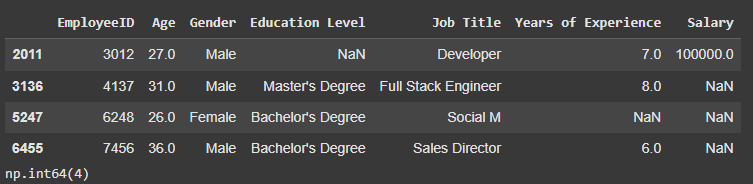 EmployeeID Age Gender Education Level Job Title Years of Experience Salary
2011 3012 27.0 Male NaN Developer 7.0 100000.0
3136 4137 31.0 Male Master's Degree Full Stack Engineer 8.0 NaN
5247 6248 26.0 Female Bachelor's Degree Social M NaN NaN
6455 7456 36.0 Male Bachelor's Degree Sales Director 6.0 NaN
np.int64(4)